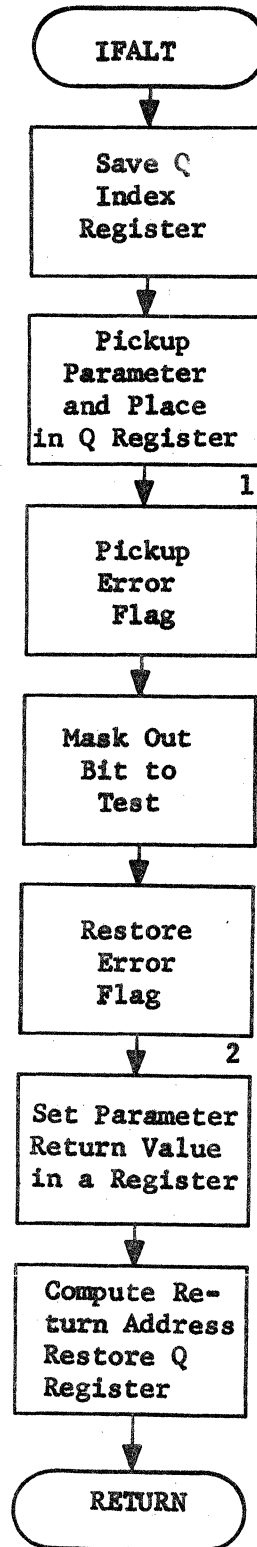 IFALT
Save Q
Index
Register
Pickup
Parameter
and Place
in Q Register
1
Pickup
Error
Flag
Mask Out
Bit to
Test
Restore
Error
Flag
2
Set Parameter
Return Value
in a Register
Compute Re-
turn Address
Restore Q
Register
RETURN